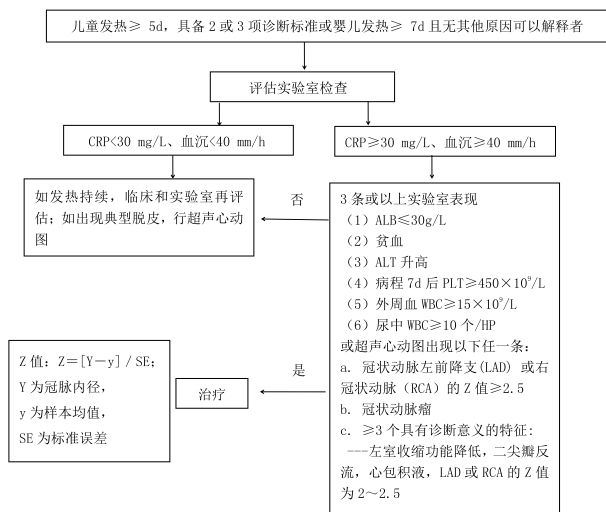 儿童发热≥ 5d，具备 2 或 3 项诊断标准或婴儿发热≥ 7d 且无其他原因可以解释者
评估实验室检查
CRP<30 mg/L、血沉<40 mm/h
CRP≥30 mg/L、血沉≥40 mm/h
如发热持续，临床和实验室再评
估；如出现典型脱皮，行超声心动
图
否
3 条或以上实验室表现
（1）ALB≤30g/L
（2）贫血
（3）ALT 升高
（4）病程 7d 后 PLT≥450×10⁹/L
（5）外周血 WBC≥15×10⁹/L
（6）尿中 WBC≥10 个/HP
或超声心动图出现以下任一条：
a. 冠状动脉左前降支(LAD) 或右
冠状动脉（RCA）的 Z 值≥2.5
b. 冠状动脉瘤
c. ≥3 个具有诊断意义的特征：
---左室收缩功能降低，二尖瓣反
流，心包积液，LAD 或 RCA 的 Z 值
为 2～2.5
是
治疗
Z 值：Z＝[Y－y] / SE；
Y 为冠脉内径，
y 为样本均值，
SE 为标准误差